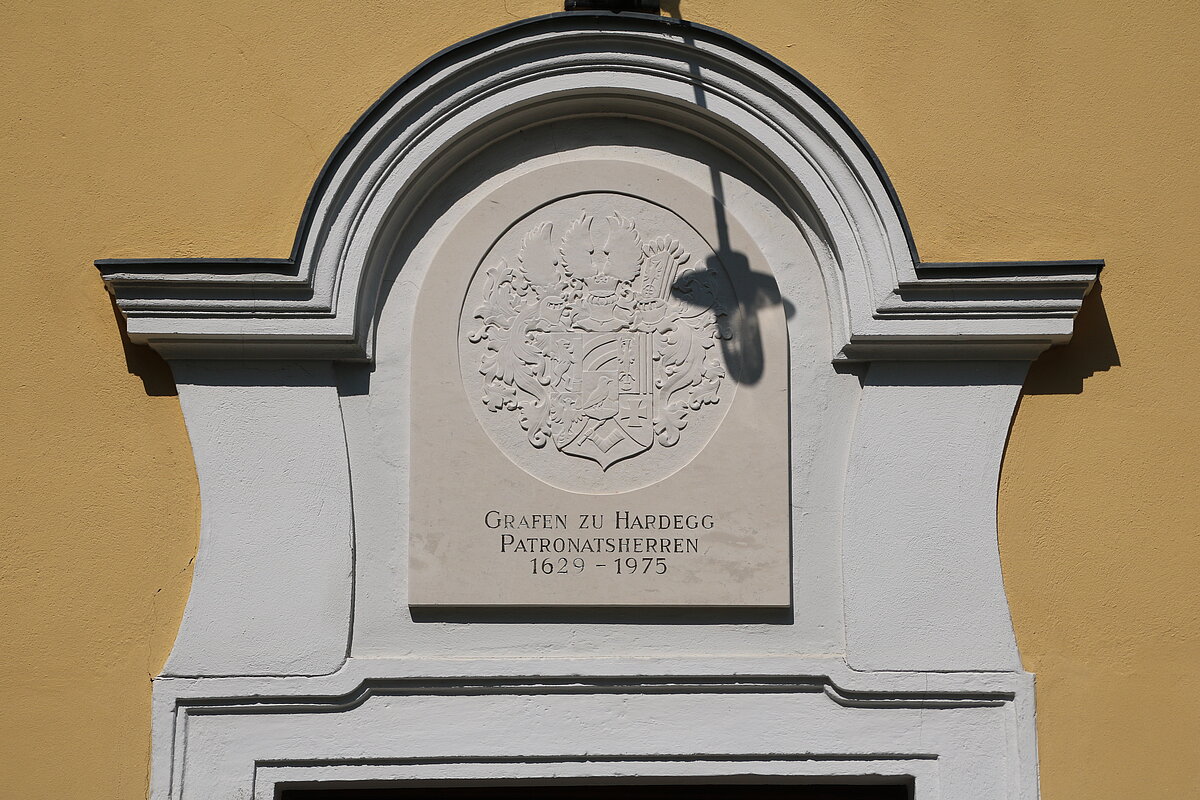 Grafen zu Hardegg
Patronatsherren
1629 – 1975